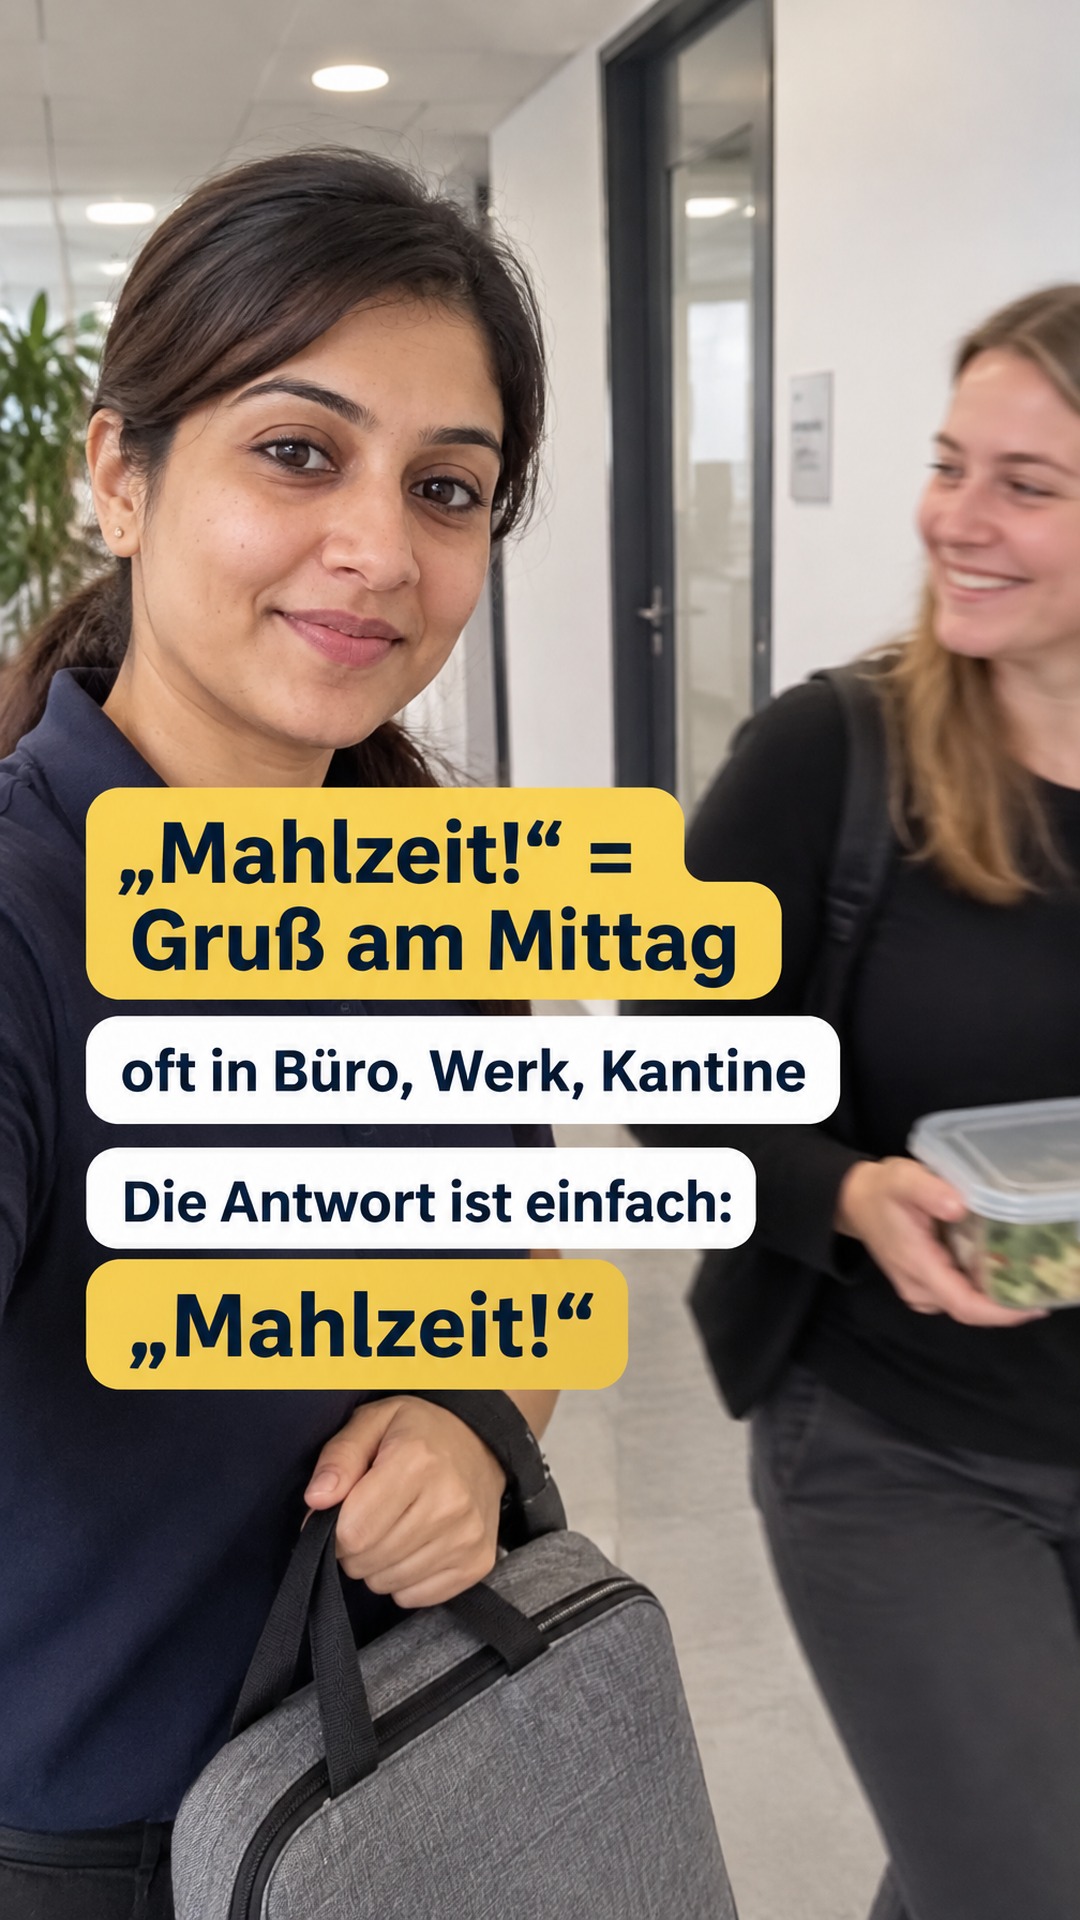 „Mahlzeit!“ =
Gruß am Mittag
oft in Büro, Werk, Kantine
Die Antwort ist einfach:
„Mahlzeit!“